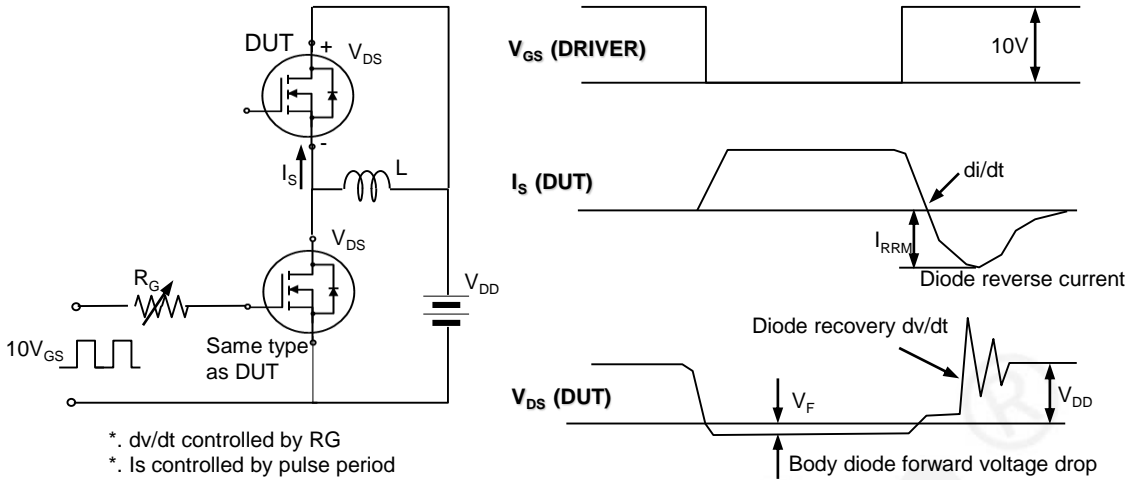 DUT
+
V_DS
-
I_S
L
V_DS
R_G
V_DD
10V_GS
Same type
as DUT
*. dv/dt controlled by RG
*. Is controlled by pulse period
V_GS (DRIVER)
10V
I_S (DUT)
di/dt
I_RRM
Diode reverse current
Diode recovery dv/dt
V_DS (DUT)
V_F
V_DD
Body diode forward voltage drop
®